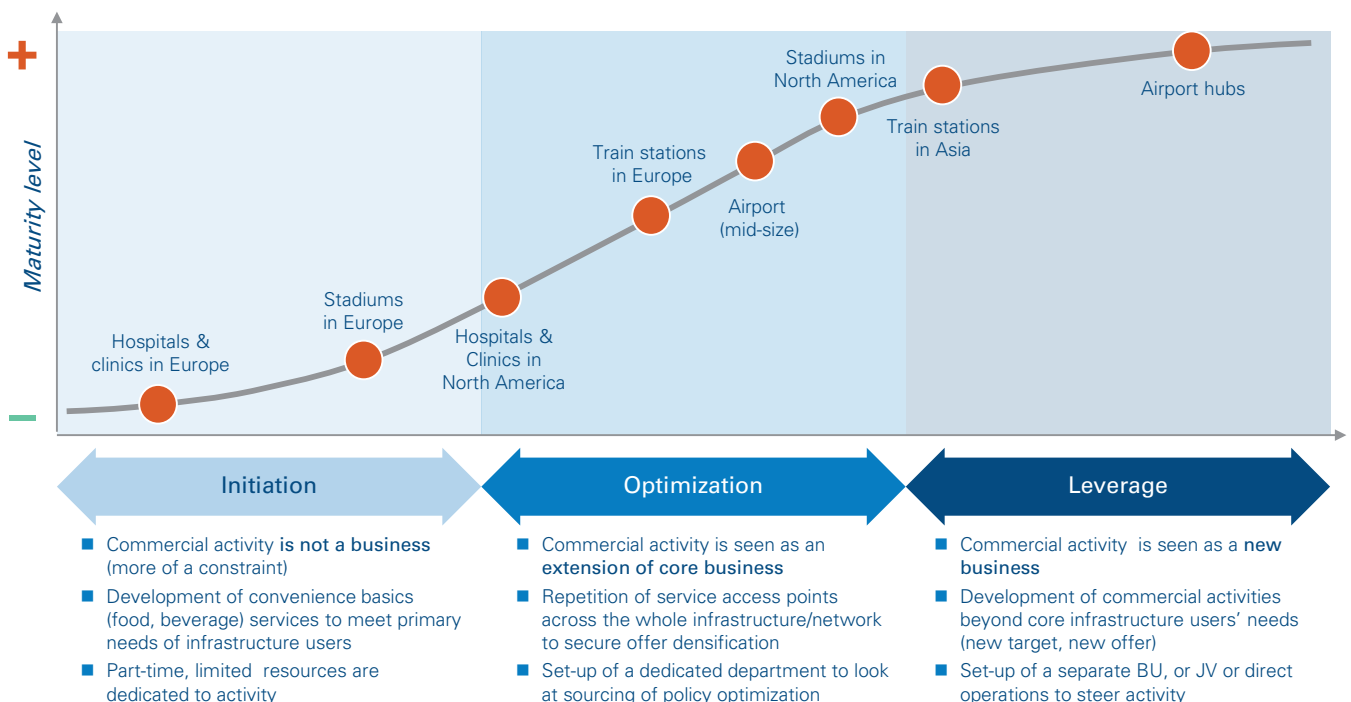 +
Maturity level
–
Hospitals &
clinics in Europe
Stadiums
in Europe
Hospitals &
Clinics in
North America
Train stations
in Europe
Airport
(mid-size)
Stadiums in
North America
Train stations
in Asia
Airport hubs
Initiation
■ Commercial activity is not a business
(more of a constraint)
■ Development of convenience basics
(food, beverage) services to meet primary
needs of infrastructure users
■ Part-time, limited resources are
dedicated to activity
Optimization
■ Commercial activity is seen as an
extension of core business
■ Repetition of service access points
across the whole infrastructure/network
to secure offer densification
■ Set-up of a dedicated department to look
at sourcing of policy optimization
Leverage
■ Commercial activity is seen as a new
business
■ Development of commercial activities
beyond core infrastructure users’ needs
(new target, new offer)
■ Set-up of a separate BU, or JV or direct
operations to steer activity